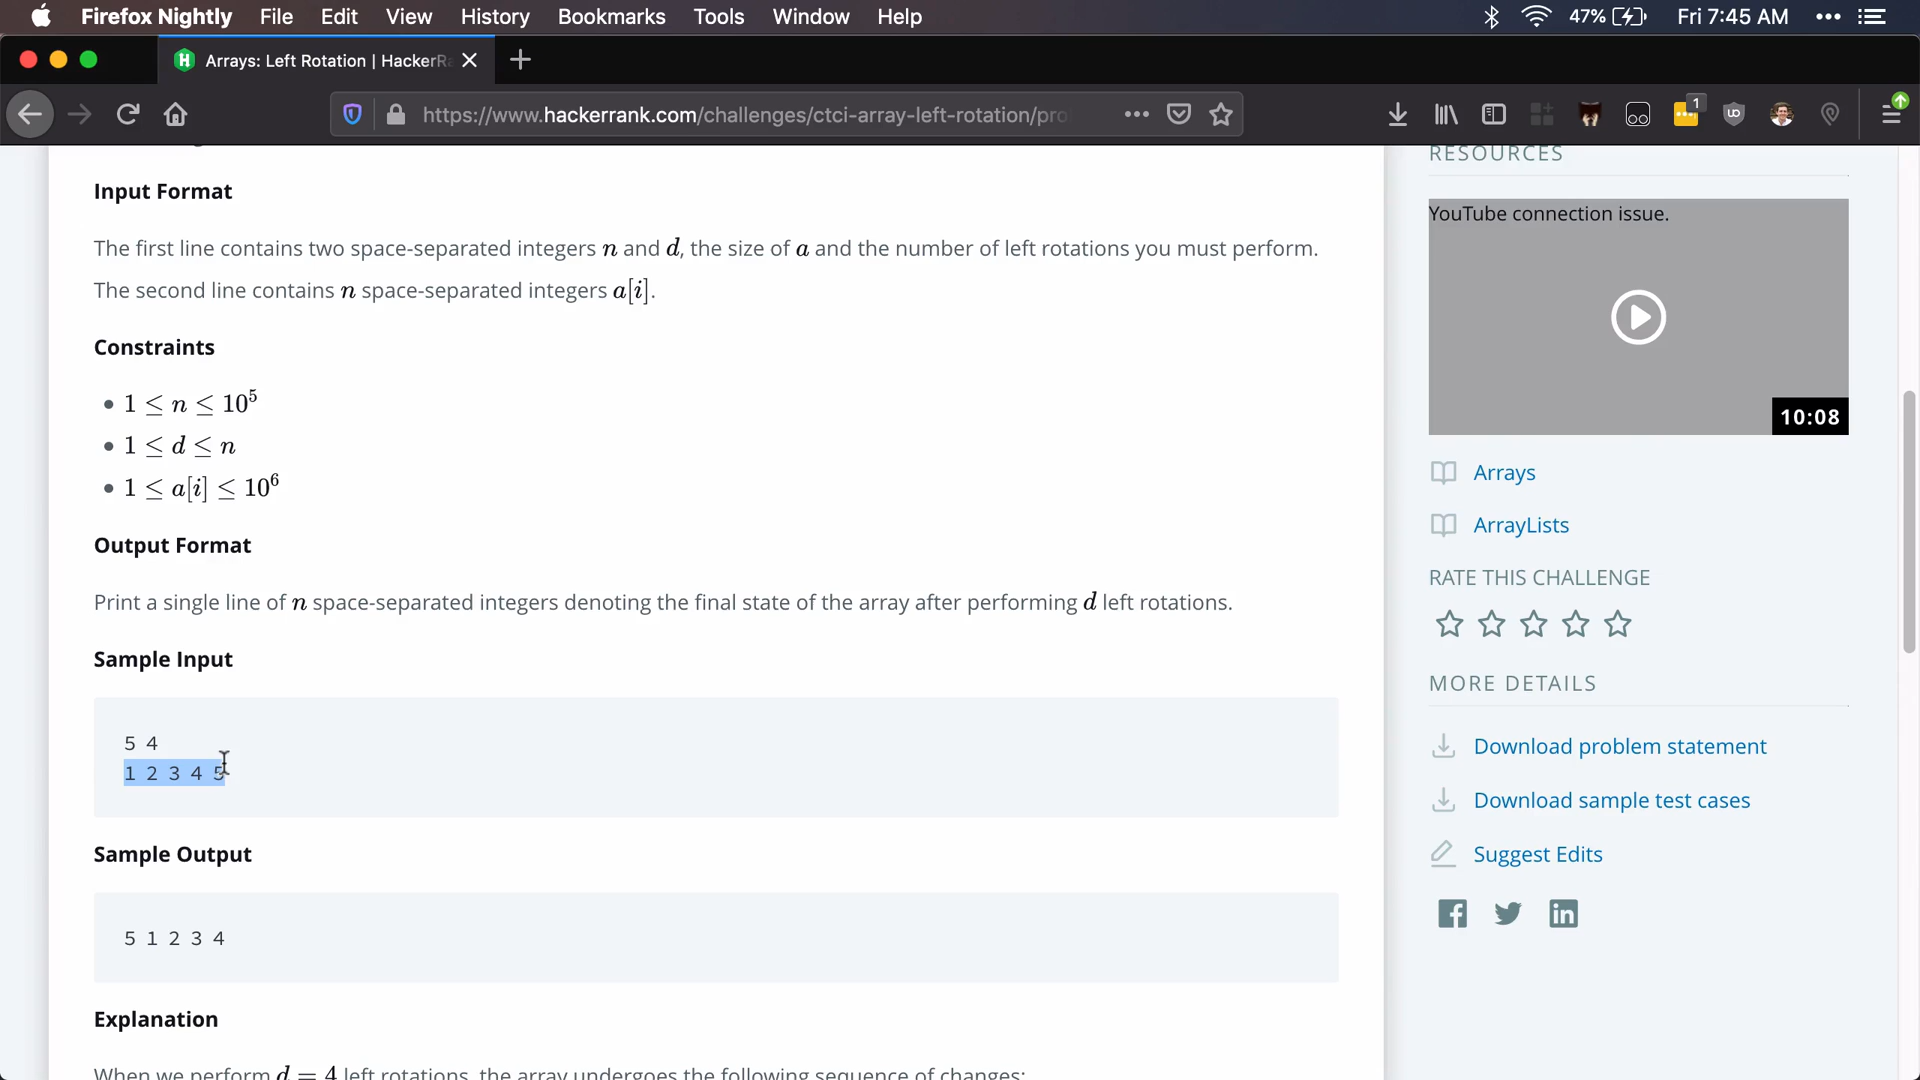 Firefox Nightly File Edit View History Bookmarks Tools Window Help 47% Fri 7:45 AM
Arrays: Left Rotation | HackerRa
https://www.hackerrank.com/challenges/ctci-array-left-rotation/pro
1
RESOURCES
Input Format
YouTube connection issue.
The first line contains two space-separated integers n and d, the size of a and the number of left rotations you must perform.
The second line contains n space-separated integers a[i].
Constraints
1 ≤ n ≤ 10⁵
10:08
1 ≤ d ≤ n
Arrays
1 ≤ a[i] ≤ 10⁶
ArrayLists
Output Format
RATE THIS CHALLENGE
Print a single line of n space-separated integers denoting the final state of the array after performing d left rotations.
Sample Input
MORE DETAILS
5 4
Download problem statement
1 2 3 4 5
Download sample test cases
Sample Output
Suggest Edits
5 1 2 3 4
Explanation
When we perform d = 4 left rotations, the array undergoes the following sequence of changes: